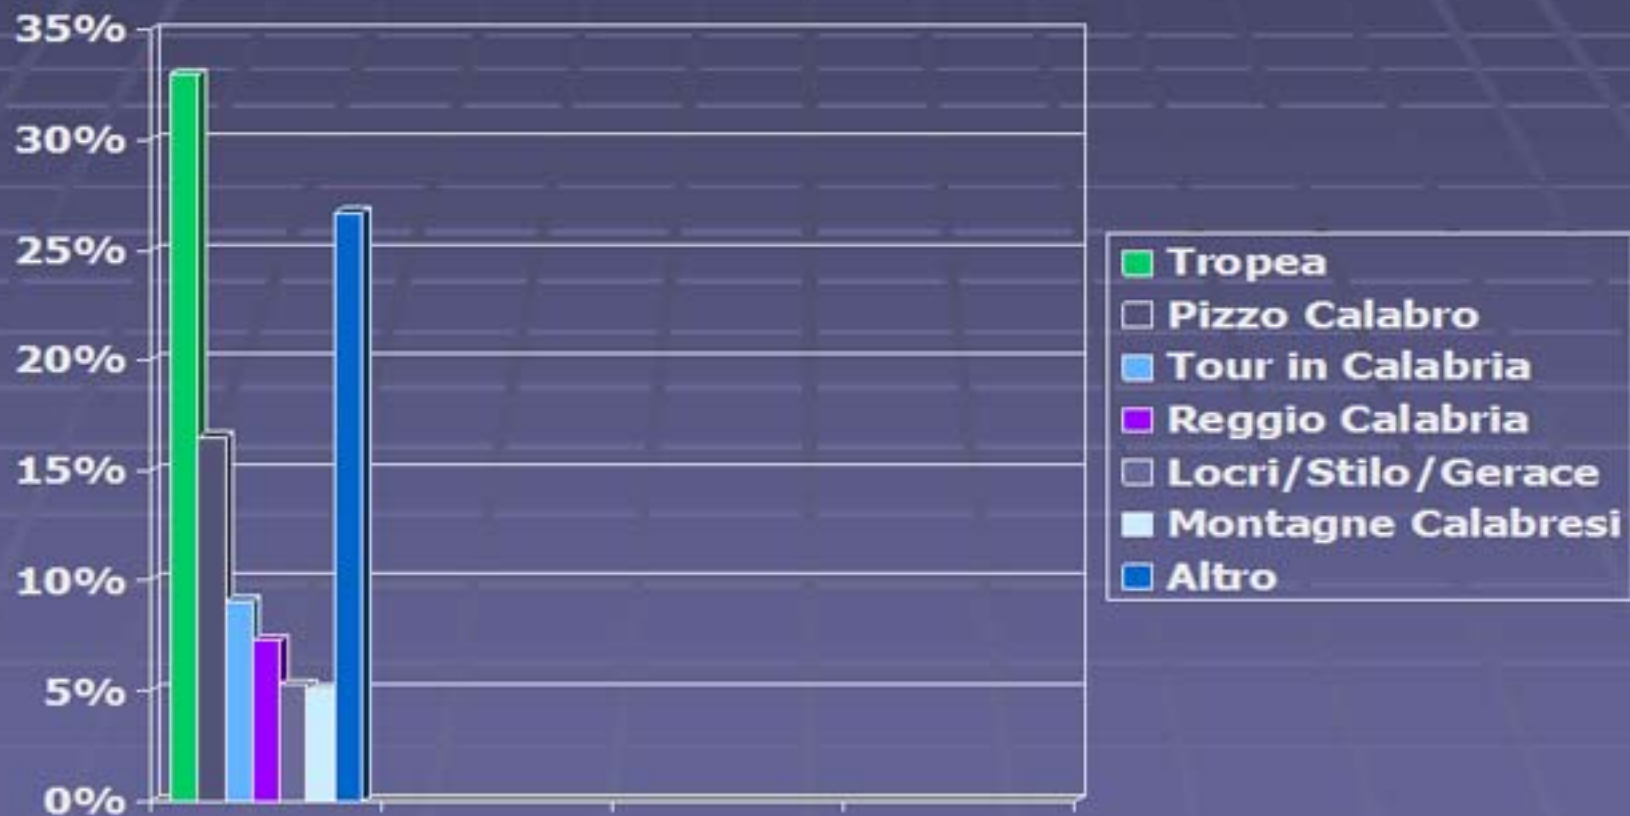 35%
30%
25%
20%
15%
10%
5%
0%
Tropea
Pizzo Calabro
Tour in Calabria
Reggio Calabria
Locri/Stilo/Gerace
Montagne Calabresi
Altro